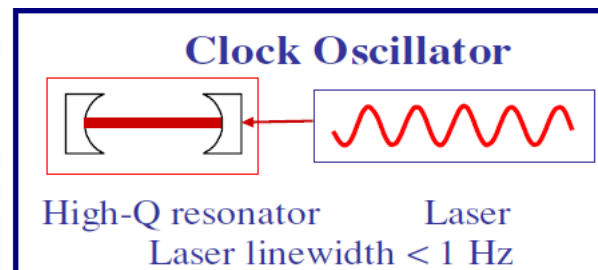 Clock Oscillator
High-Q resonator Laser
Laser linewidth < 1 Hz